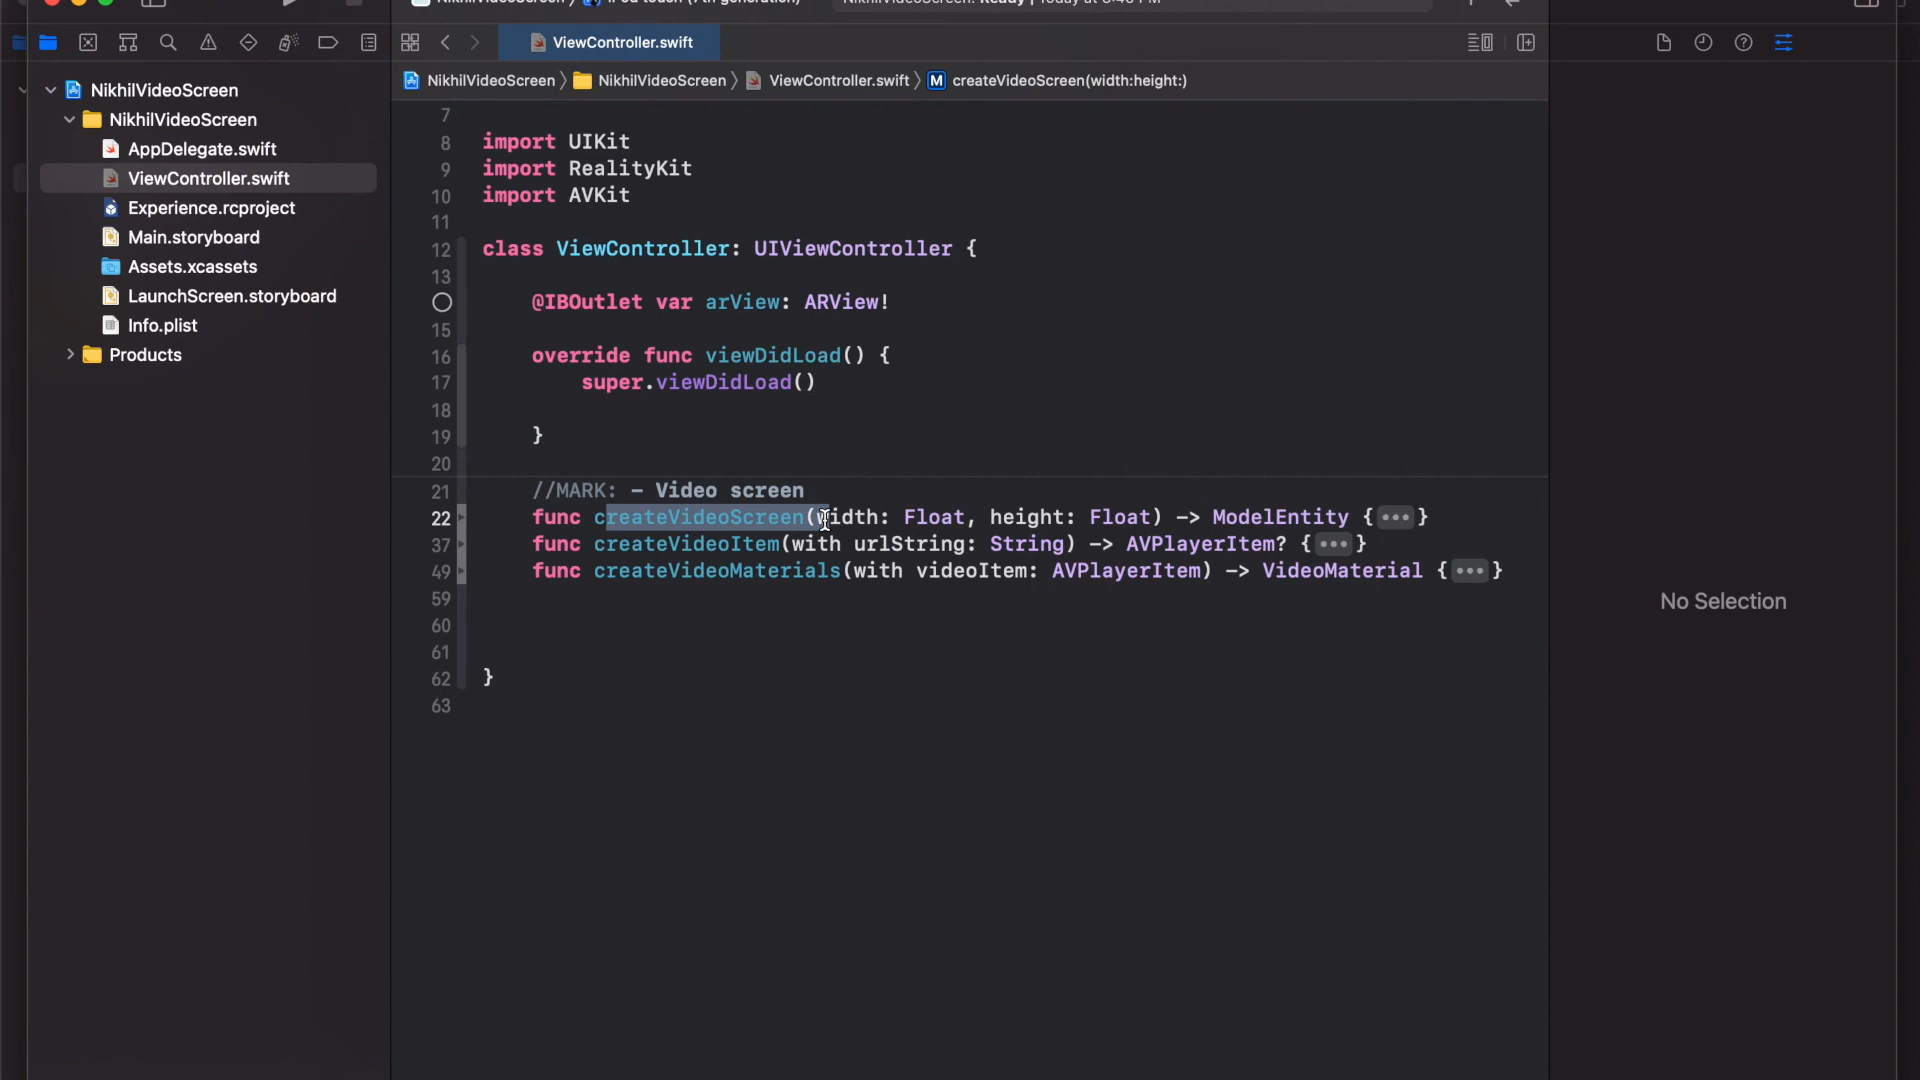 ViewController.swift
NikhilVideoScreen
NikhilVideoScreen
AppDelegate.swift
ViewController.swift
Experience.rcproject
Main.storyboard
Assets.xcassets
LaunchScreen.storyboard
Info.plist
Products
NikhilVideoScreen 〉 NikhilVideoScreen 〉 ViewController.swift 〉 M createVideoScreen(width:height:)
7
8 import UIKit
9 import RealityKit
10 import AVKit
11
12 class ViewController: UIViewController {
13
@IBOutlet var arView: ARView!
15
16 override func viewDidLoad() {
17 super.viewDidLoad()
18
19 }
20
21 //MARK: - Video screen
22 func createVideoScreen(width: Float, height: Float) -> ModelEntity {•••}
37 func createVideoItem(with urlString: String) -> AVPlayerItem? {•••}
49 func createVideoMaterials(with videoItem: AVPlayerItem) -> VideoMaterial {•••}
59
60
61
62 }
63
No Selection